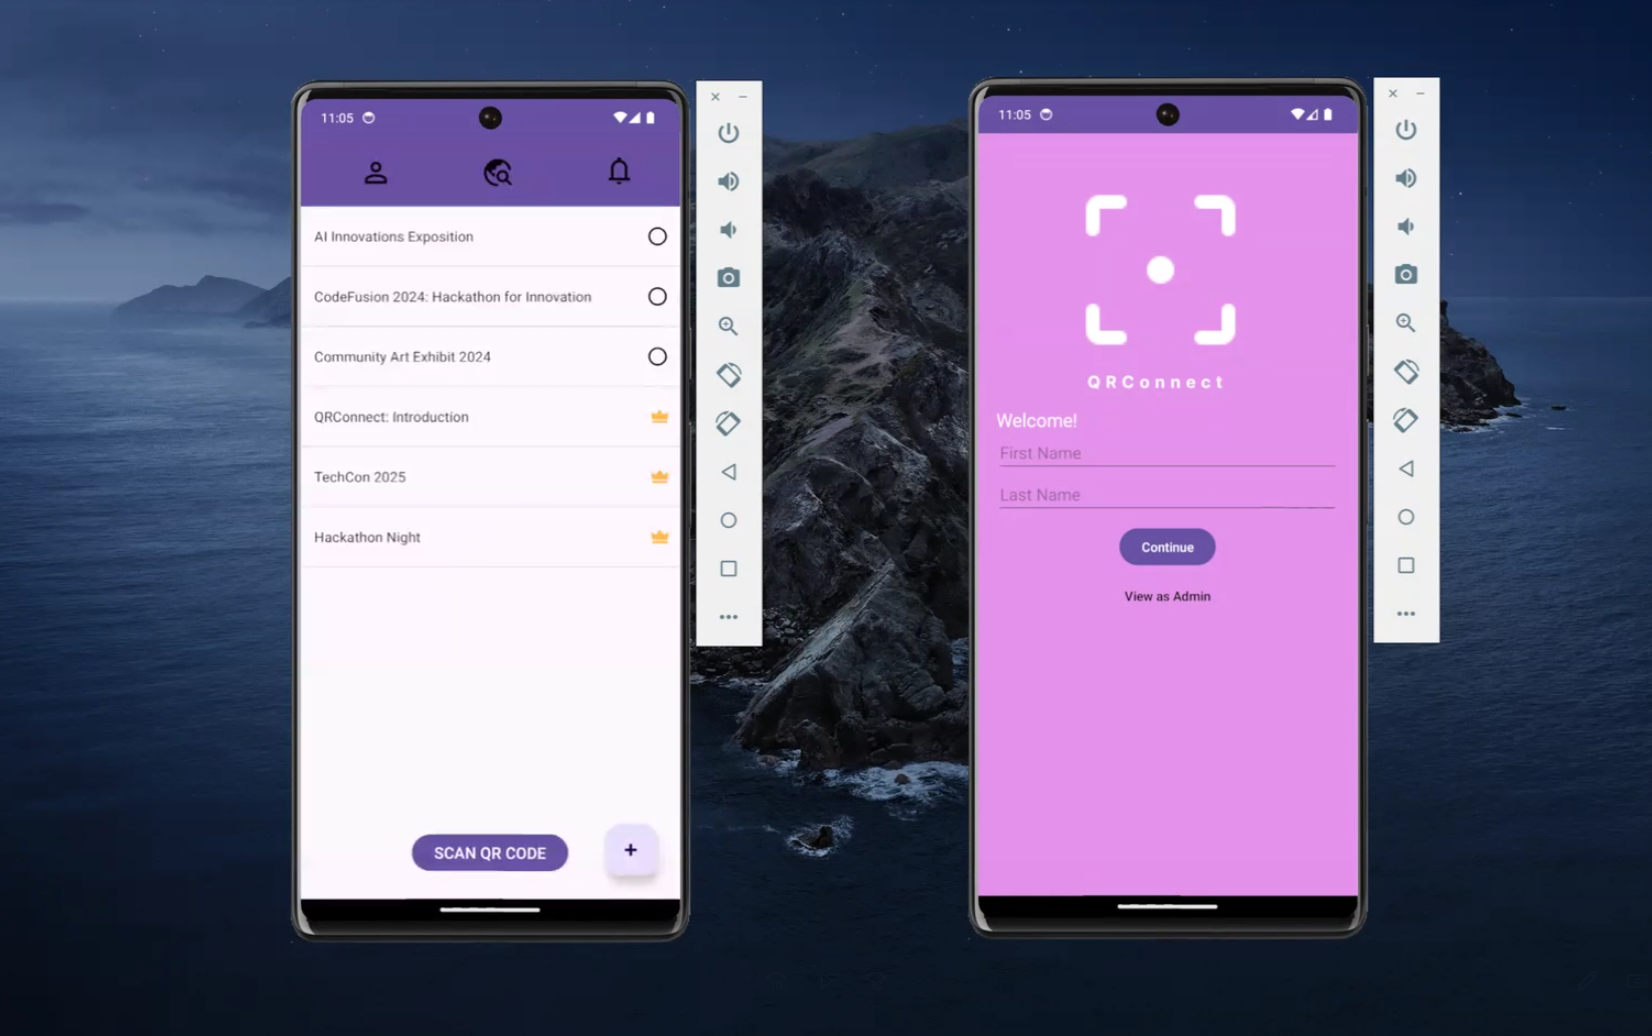 11:05
AI Innovations Exposition
CodeFusion 2024: Hackathon for Innovation
Community Art Exhibit 2024
QRConnect: Introduction
TechCon 2025
Hackathon Night
SCAN QR CODE
+
11:05
QRConnect
Welcome!
First Name
Last Name
Continue
View as Admin